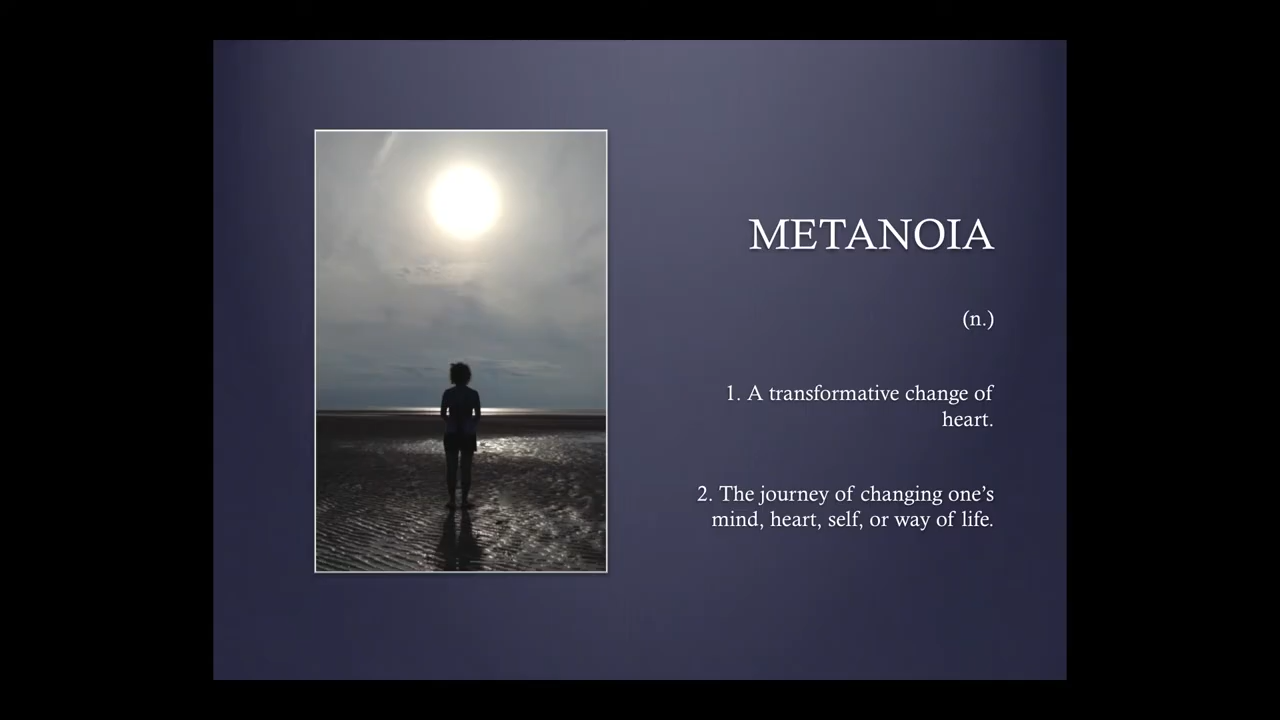 METANOIA
(n.)
1. A transformative change of
heart.
2. The journey of changing one’s
mind, heart, self, or way of life.